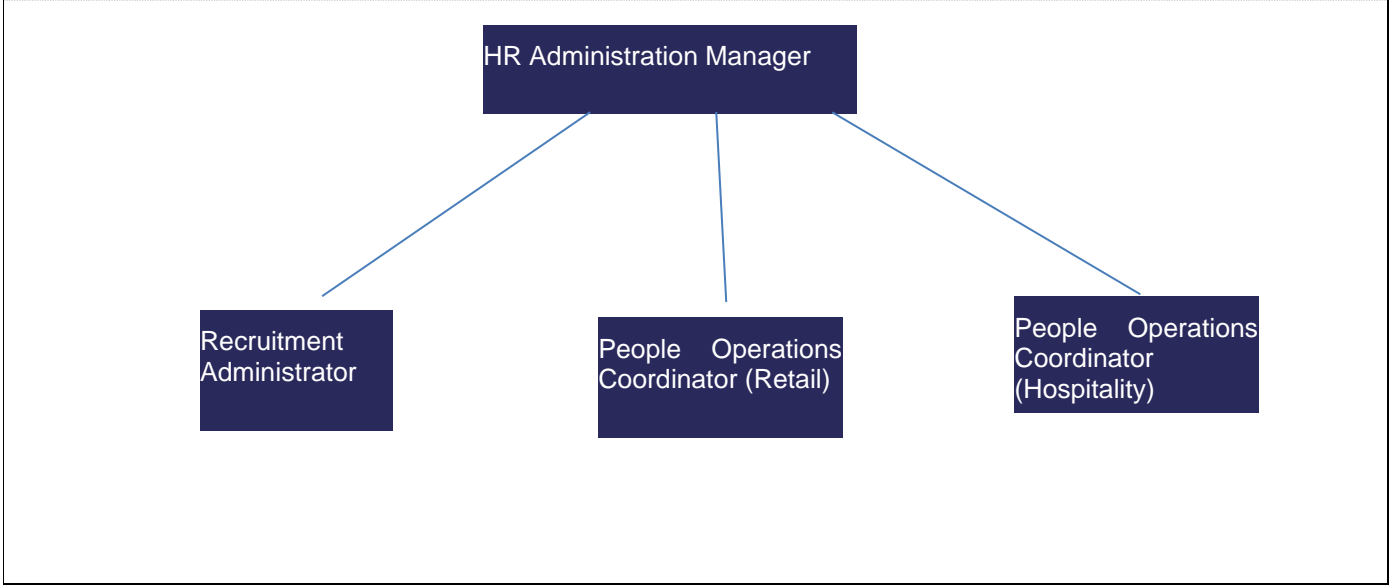 HR Administration Manager
Recruitment
Administrator
People Operations
Coordinator (Retail)
People Operations
Coordinator
(Hospitality)